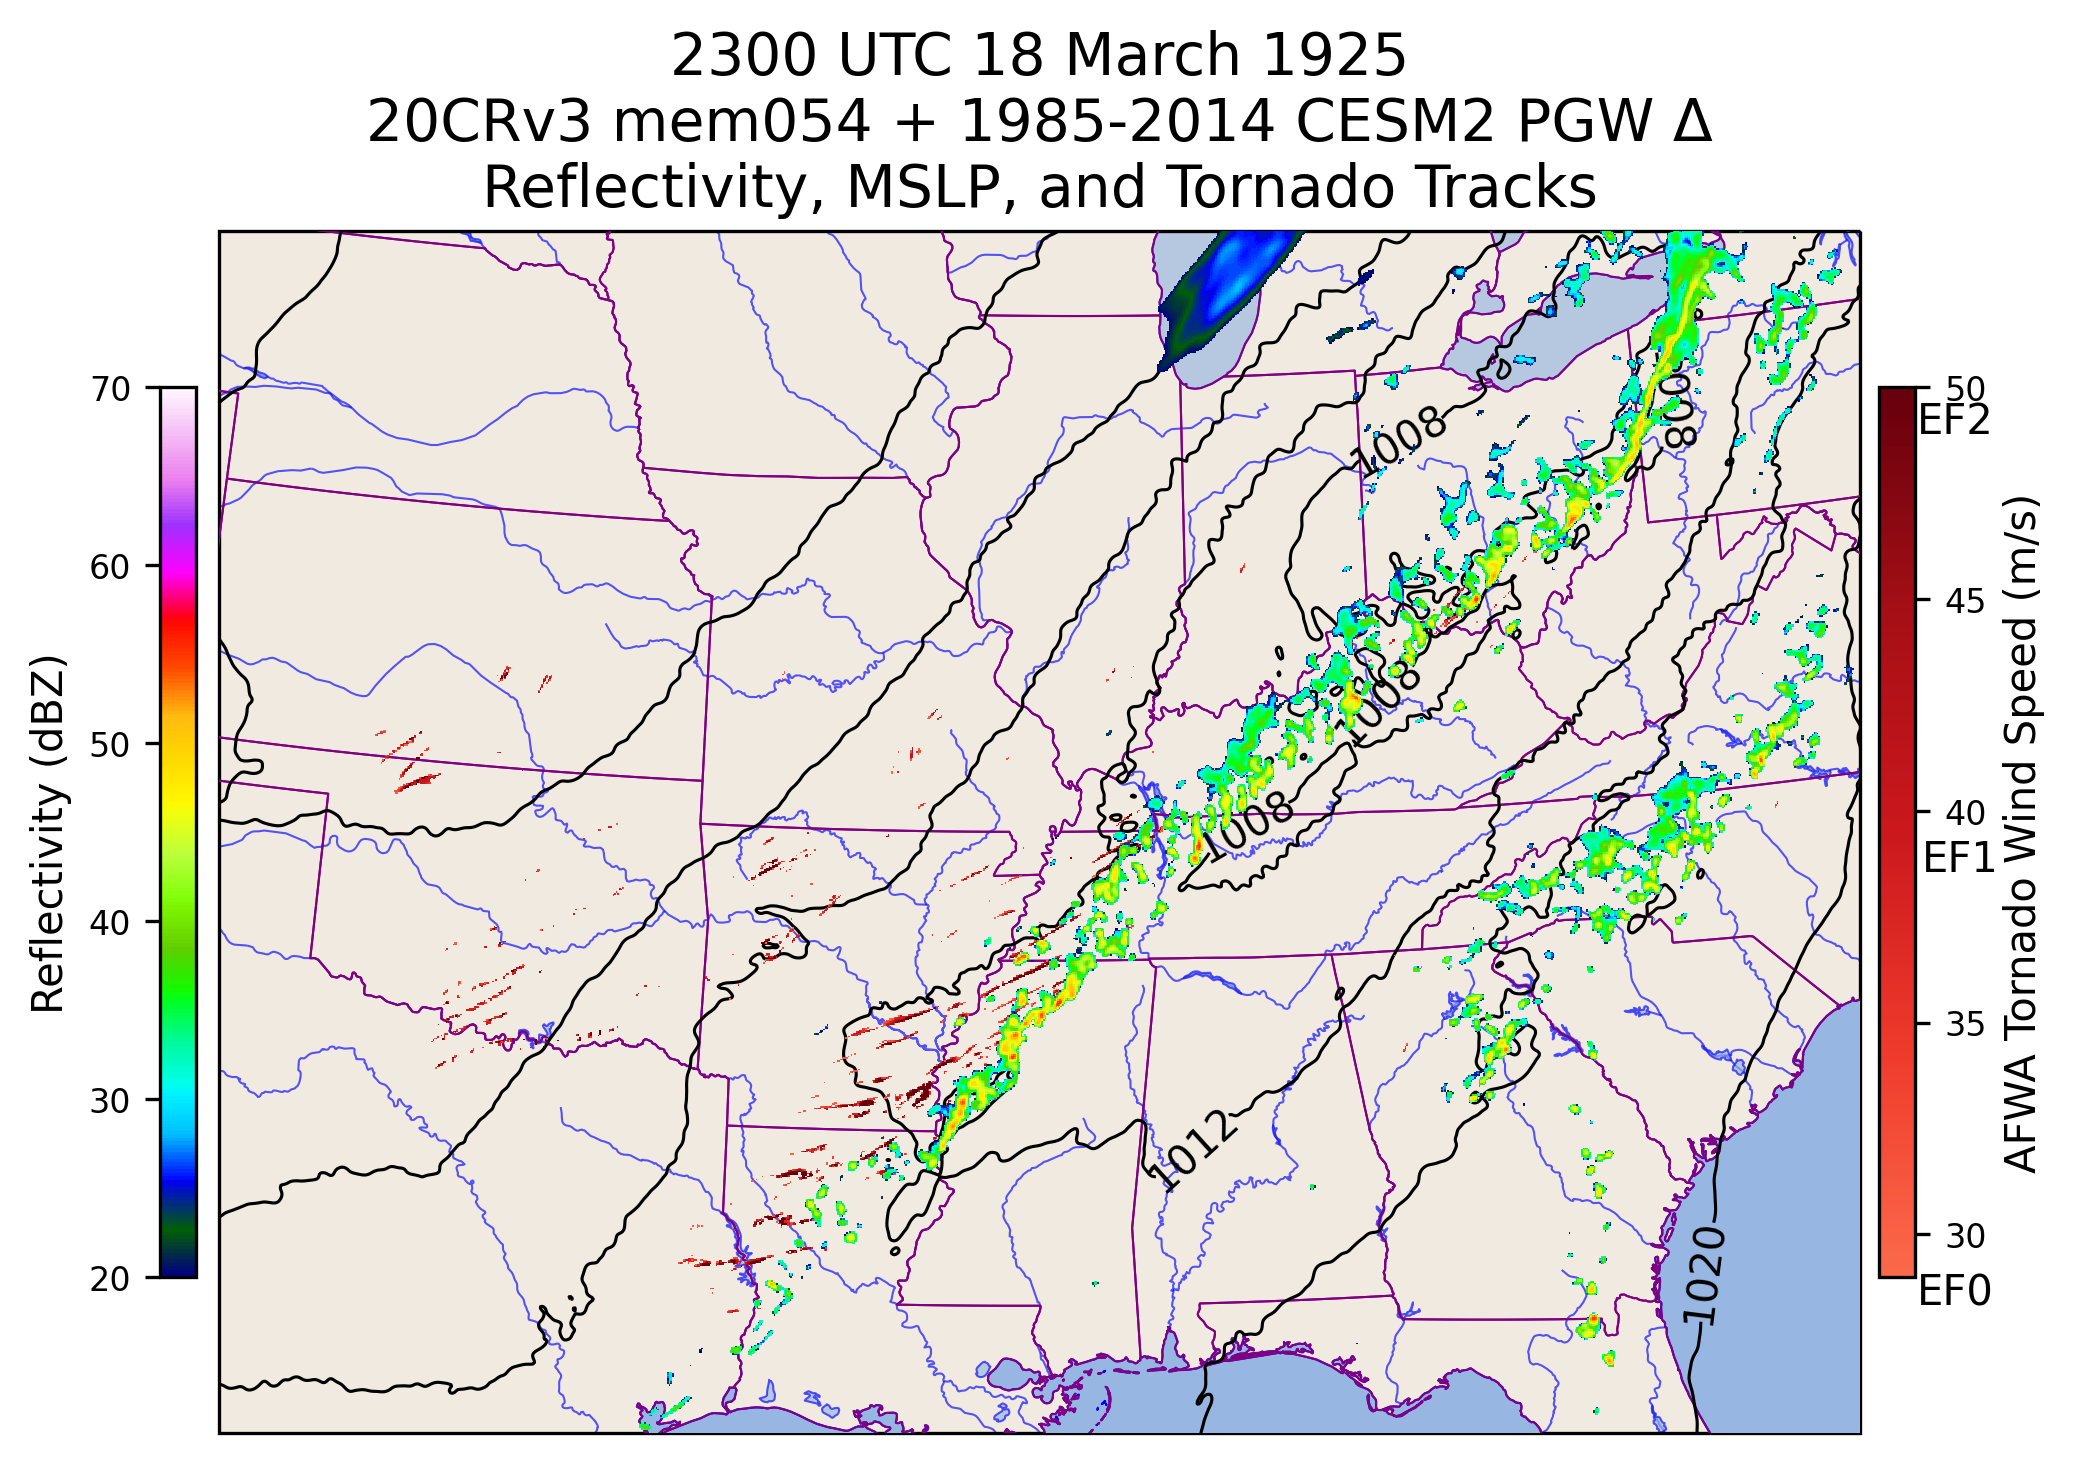 2300 UTC 18 March 1925
20CRv3 mem054 + 1985-2014 CESM2 PGW Δ
Reflectivity, MSLP, and Tornado Tracks
70
60
50
40
30
20
Reflectivity (dBZ)
1008
1008
1008
1008
1012
1020
50
EF2
45
40
EF1
35
30
EF0
AFWA Tornado Wind Speed (m/s)